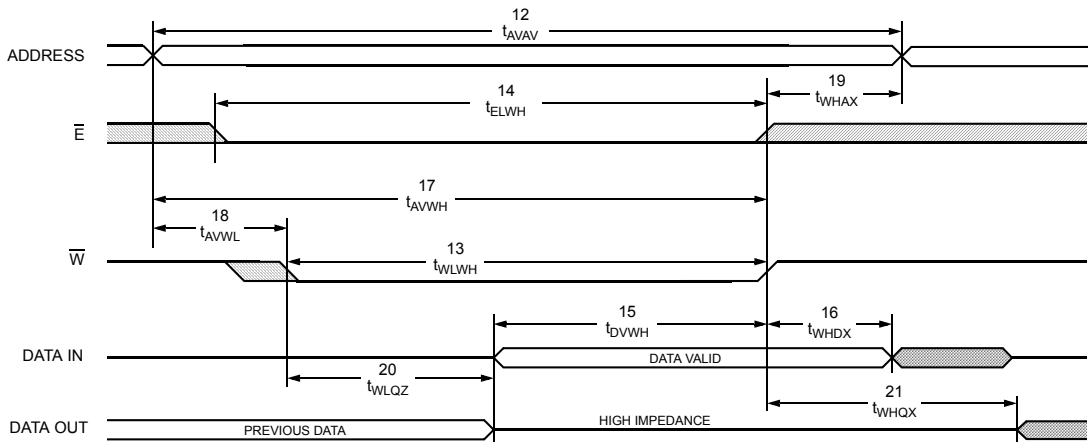 12
tAVAV
ADDRESS
19
tWHAX
14
tELWH
E̅
17
tAVWH
18
tAVWL
W̅
13
tWLWH
15
tDVWH
16
tWHDX
DATA IN
DATA VALID
20
tWLQZ
21
tWHQX
DATA OUT
PREVIOUS DATA
HIGH IMPEDANCE